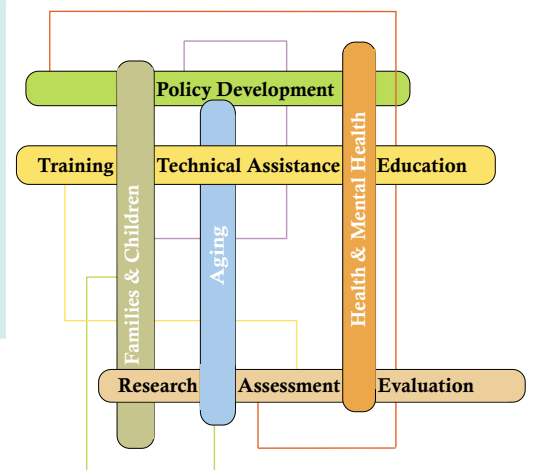 Policy Development
Training Technical Assistance Education
Families & Children
Aging
Health & Mental Health
Research Assessment Evaluation